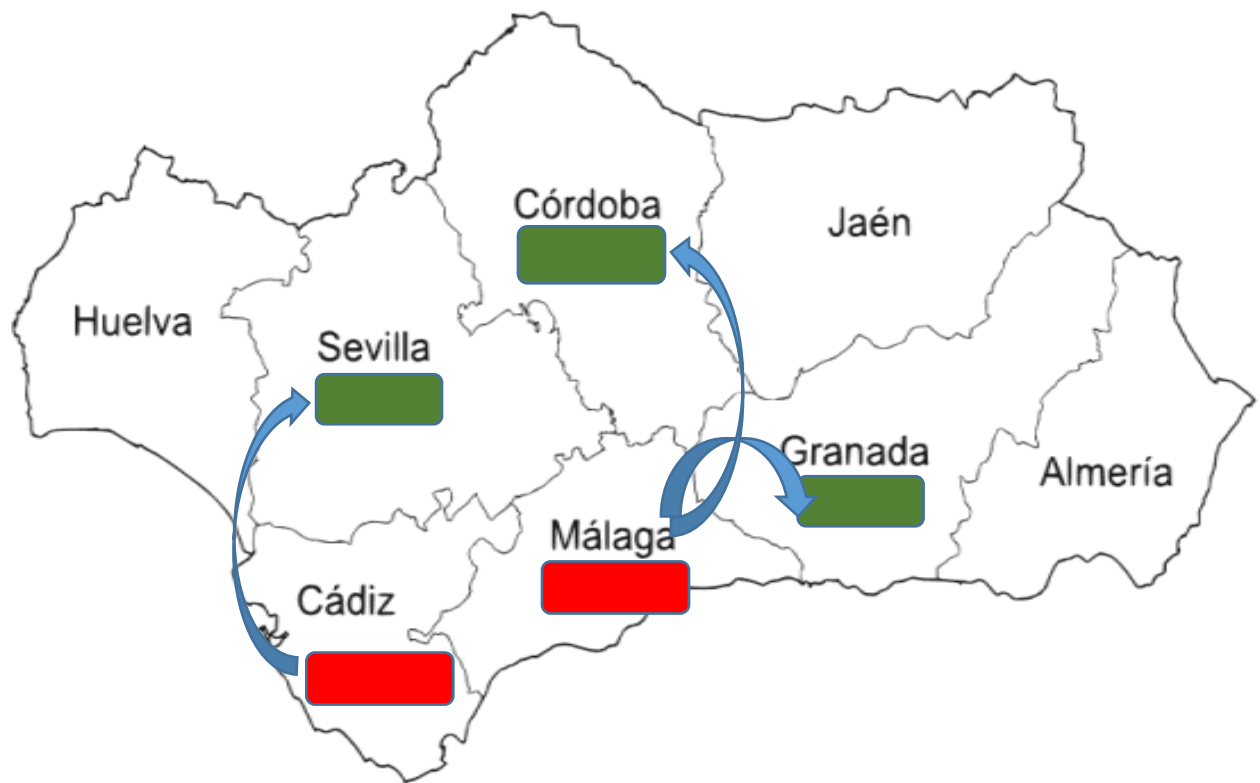 Córdoba
Jaén
Huelva
Sevilla
Granada
Almería
Málaga
Cádiz